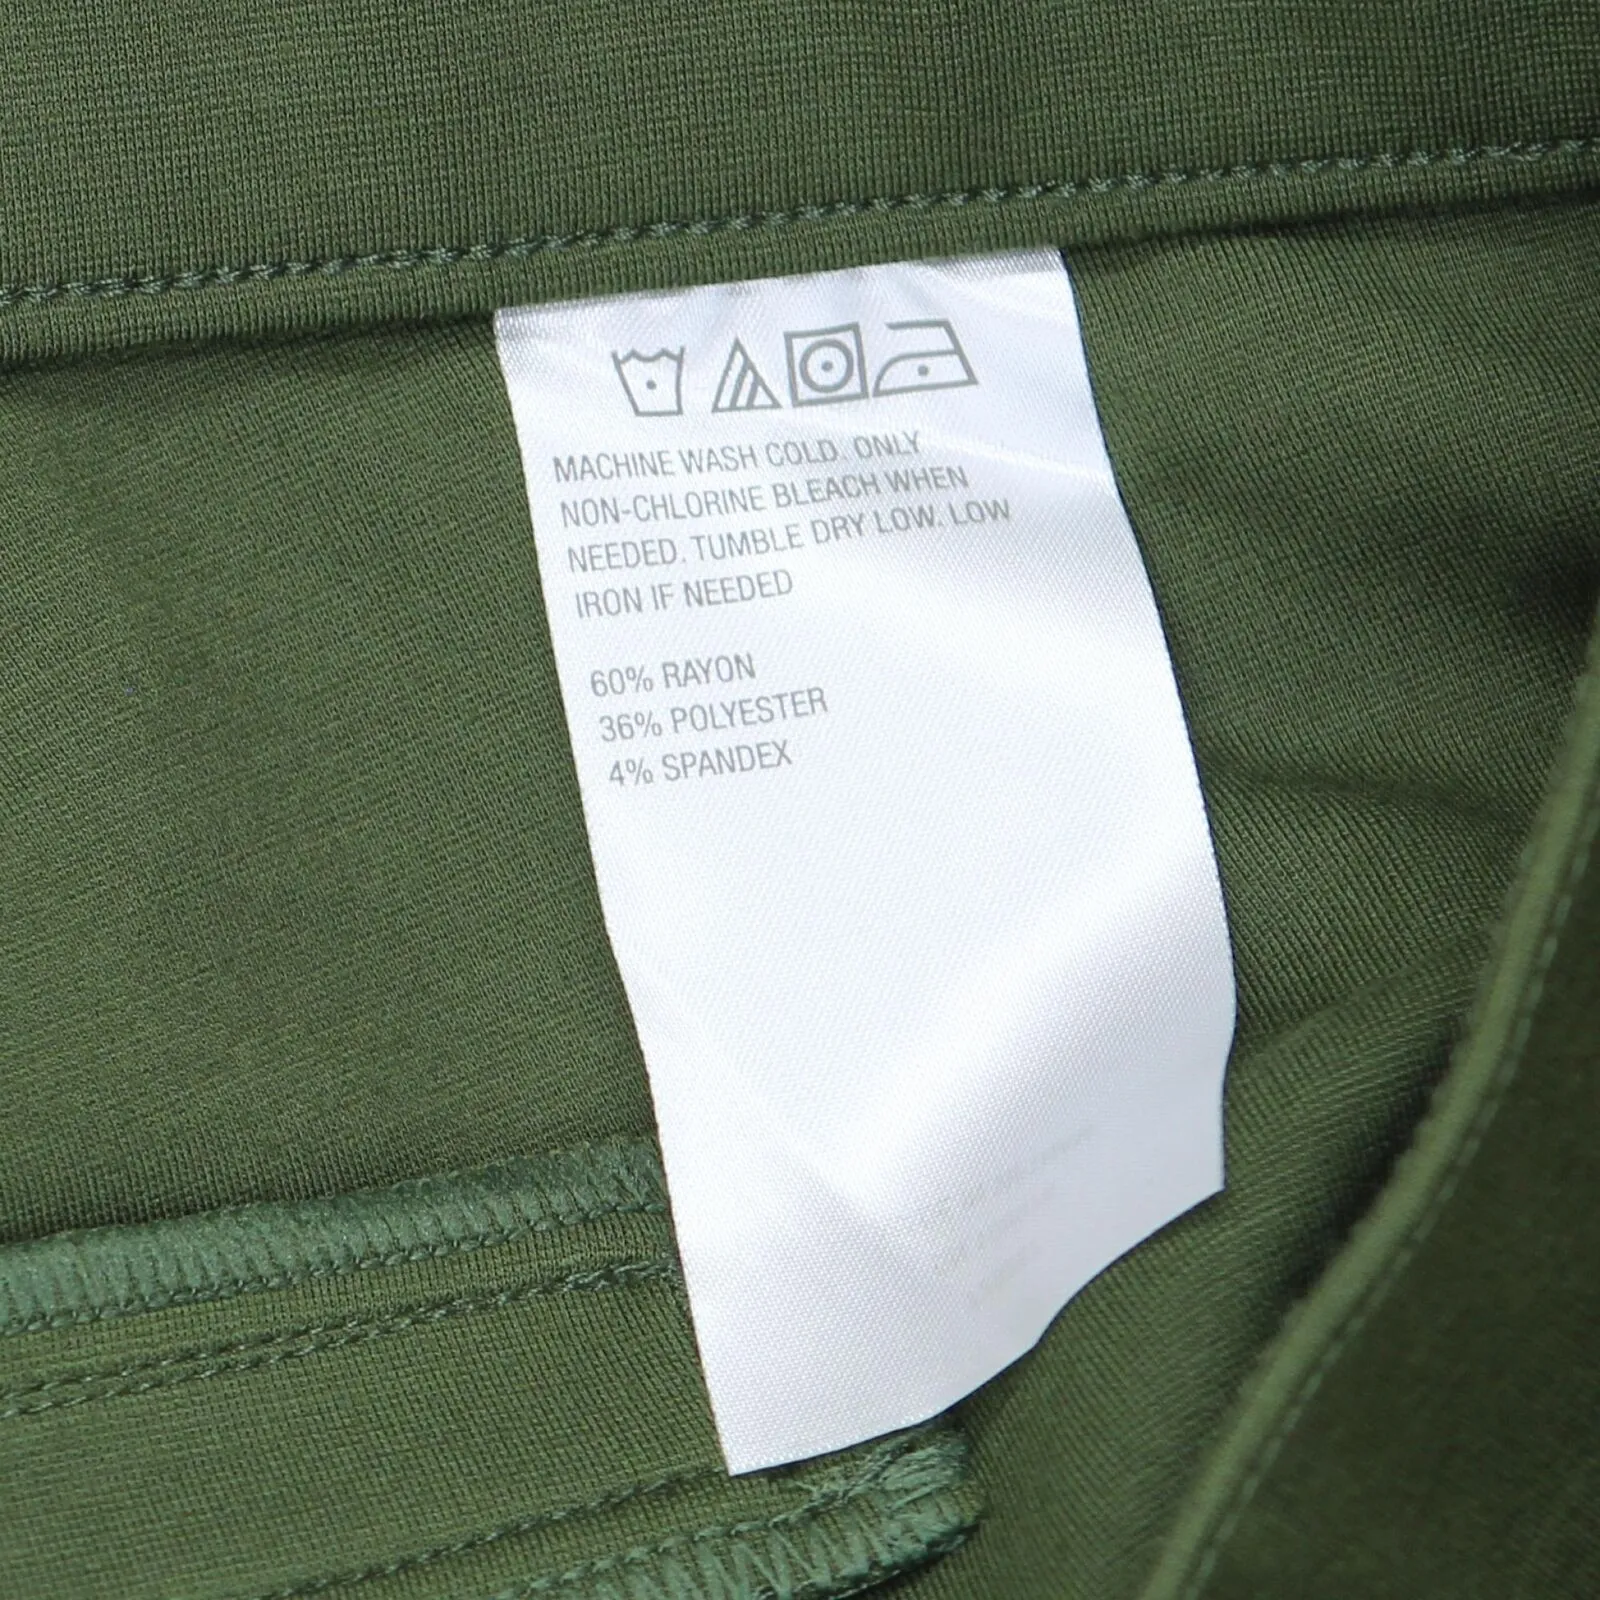 MACHINE WASH COLD. ONLY
NON-CHLORINE BLEACH WHEN
NEEDED. TUMBLE DRY LOW. LOW
IRON IF NEEDED
60% RAYON
36% POLYESTER
4% SPANDEX